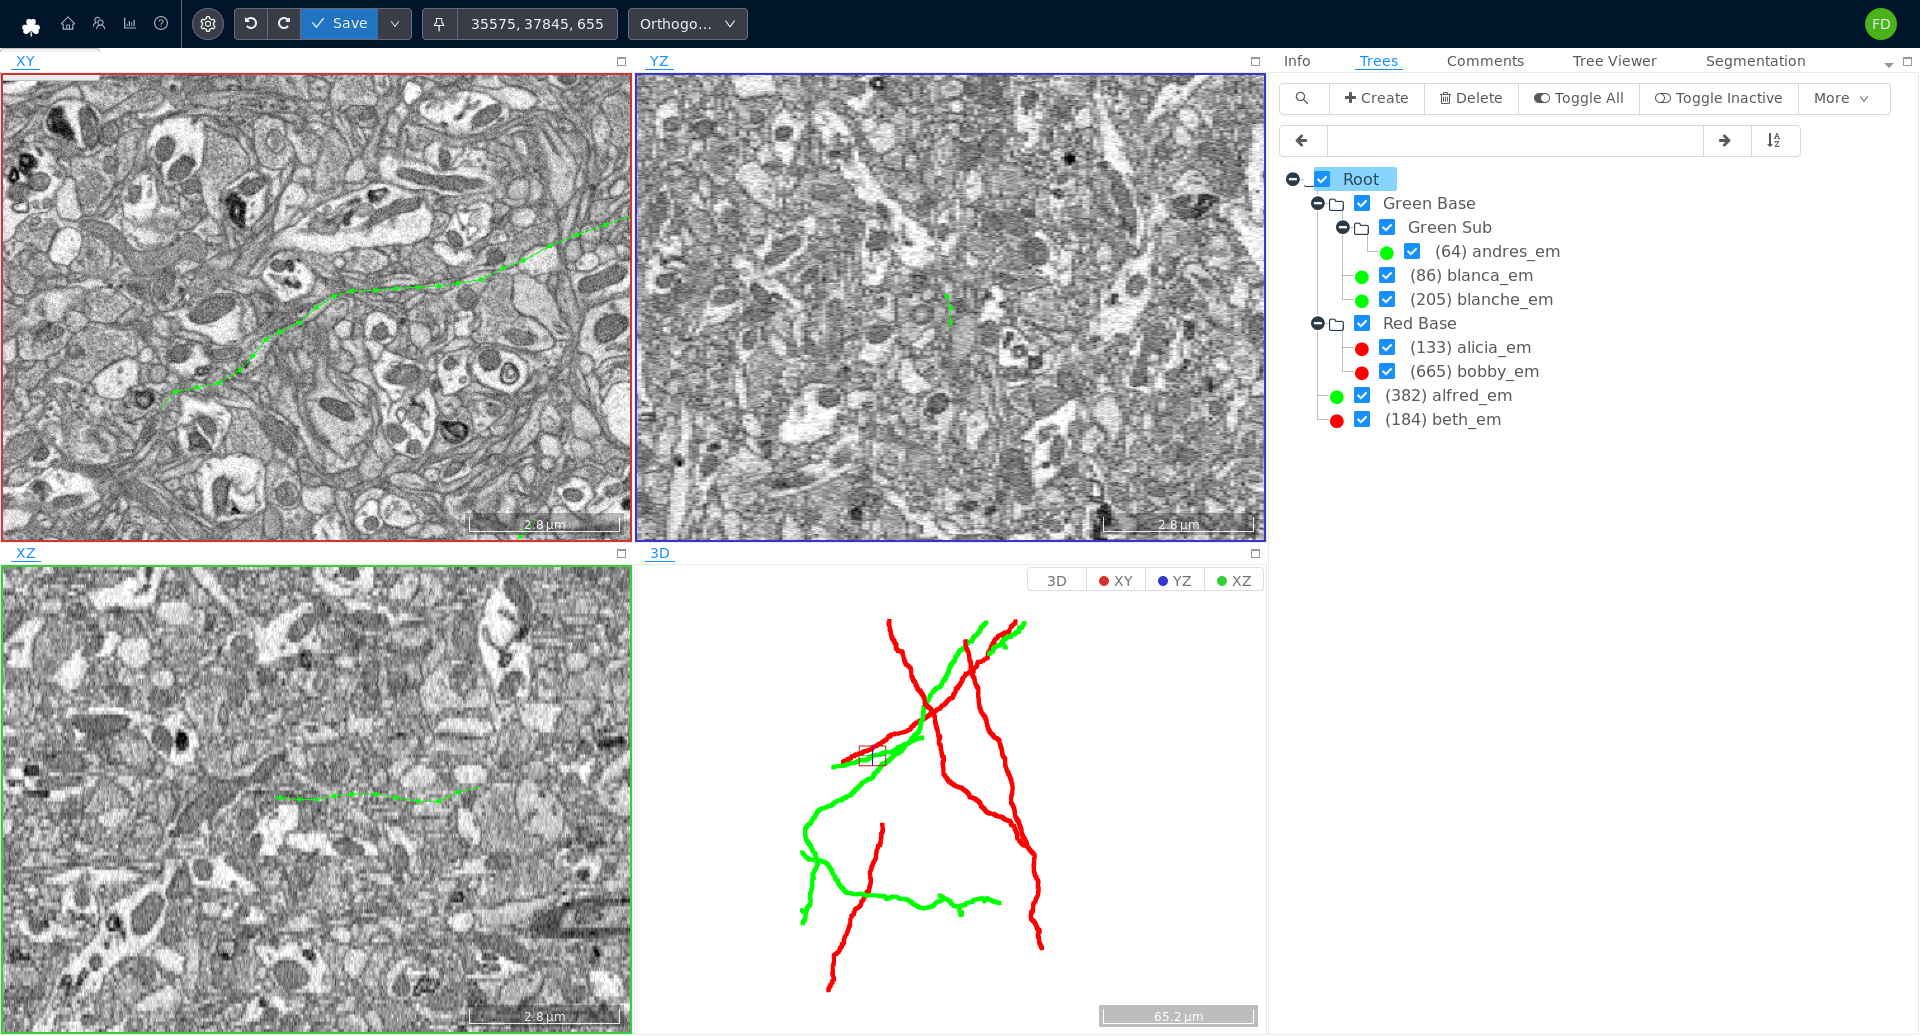 Save 35575, 37845, 655 Orthogo... FD
XY YZ Info Trees Comments Tree Viewer Segmentation
Create Delete Toggle All Toggle Inactive More
Root
Green Base
Green Sub
(64) andres_em
(86) blanca_em
(205) blanche_em
Red Base
(133) alicia_em
(665) bobby_em
(382) alfred_em
(184) beth_em
2.8 µm 2.8 µm
XZ 3D
3D XY YZ XZ
2.8 µm 65.2 µm